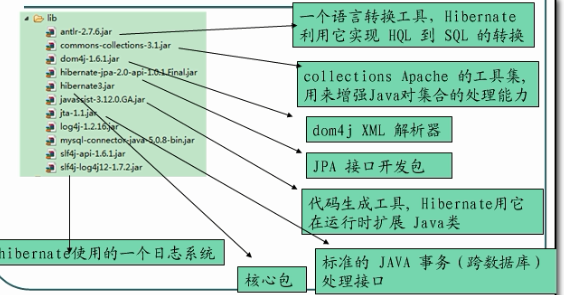 lib
antlr-2.7.6.jar
commons-collections-3.1.jar
dom4j-1.6.1.jar
hibernate-jpa-2.0-api-1.0.1.Final.jar
hibernate3.jar
javassist-3.12.0.GA.jar
jta-1.1.jar
log4j-1.2.16.jar
mysql-connector-java-5.0.8-bin.jar
slf4j-api-1.6.1.jar
slf4j-log4j12-1.7.2.jar
一个语言转换工具，Hibernate
利用它实现 HQL 到 SQL 的转换
collections Apache 的工具集，
用来增强Java对集合的处理能力
dom4j XML 解析器
JPA 接口开发包
代码生成工具，Hibernate用它
在运行时扩展 Java类
hibernate使用的一个日志系统
核心包
标准的 JAVA 事务（跨数据库）
处理接口